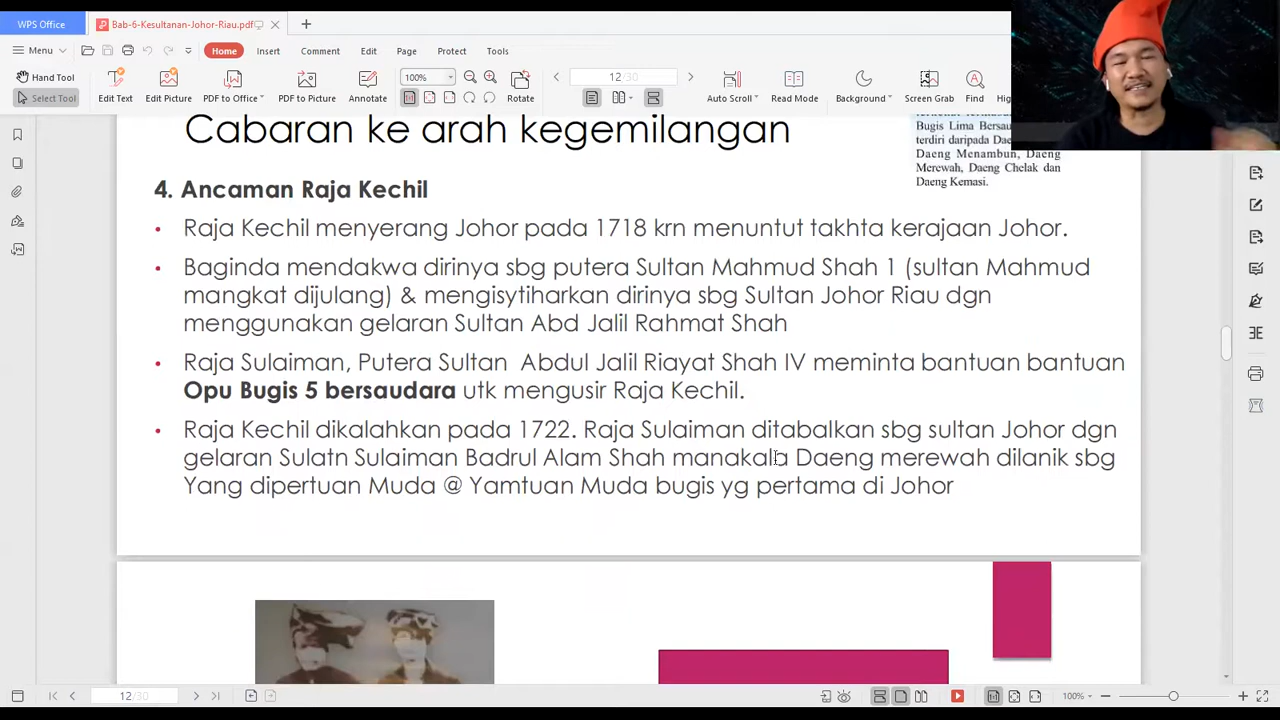 WPS Office
Bab-6-Kesultanan-Johor-Riau.pdf
Menu
Home
Insert
Comment
Edit
Page
Protect
Tools
Hand Tool
Select Tool
Edit Text
Edit Picture
PDF to Office
PDF to Picture
Annotate
100%
Rotate
12/30
Auto Scroll
Read Mode
Background
Screen Grab
Find
Cabaran ke arah kegemilangan
Bugis Lima Bersau
terdiri daripada Dae
Daeng Menambun, Daeng
Merewah, Daeng Chelak dan
Daeng Kemasi.
4. Ancaman Raja Kechil
• Raja Kechil menyerang Johor pada 1718 krn menuntut takhta kerajaan Johor.
• Baginda mendakwa dirinya sbg putera Sultan Mahmud Shah 1 (sultan Mahmud
mangkat dijulang) & mengisytiharkan dirinya sbg Sultan Johor Riau dgn
menggunakan gelaran Sultan Abd Jalil Rahmat Shah
• Raja Sulaiman, Putera Sultan Abdul Jalil Riayat Shah IV meminta bantuan bantuan
Opu Bugis 5 bersaudara utk mengusir Raja Kechil.
• Raja Kechil dikalahkan pada 1722. Raja Sulaiman ditabalkan sbg sultan Johor dgn
gelaran Sulatn Sulaiman Badrul Alam Shah manakala Daeng merewah dilanik sbg
Yang dipertuan Muda @ Yamtuan Muda bugis yg pertama di Johor
12/30
100%